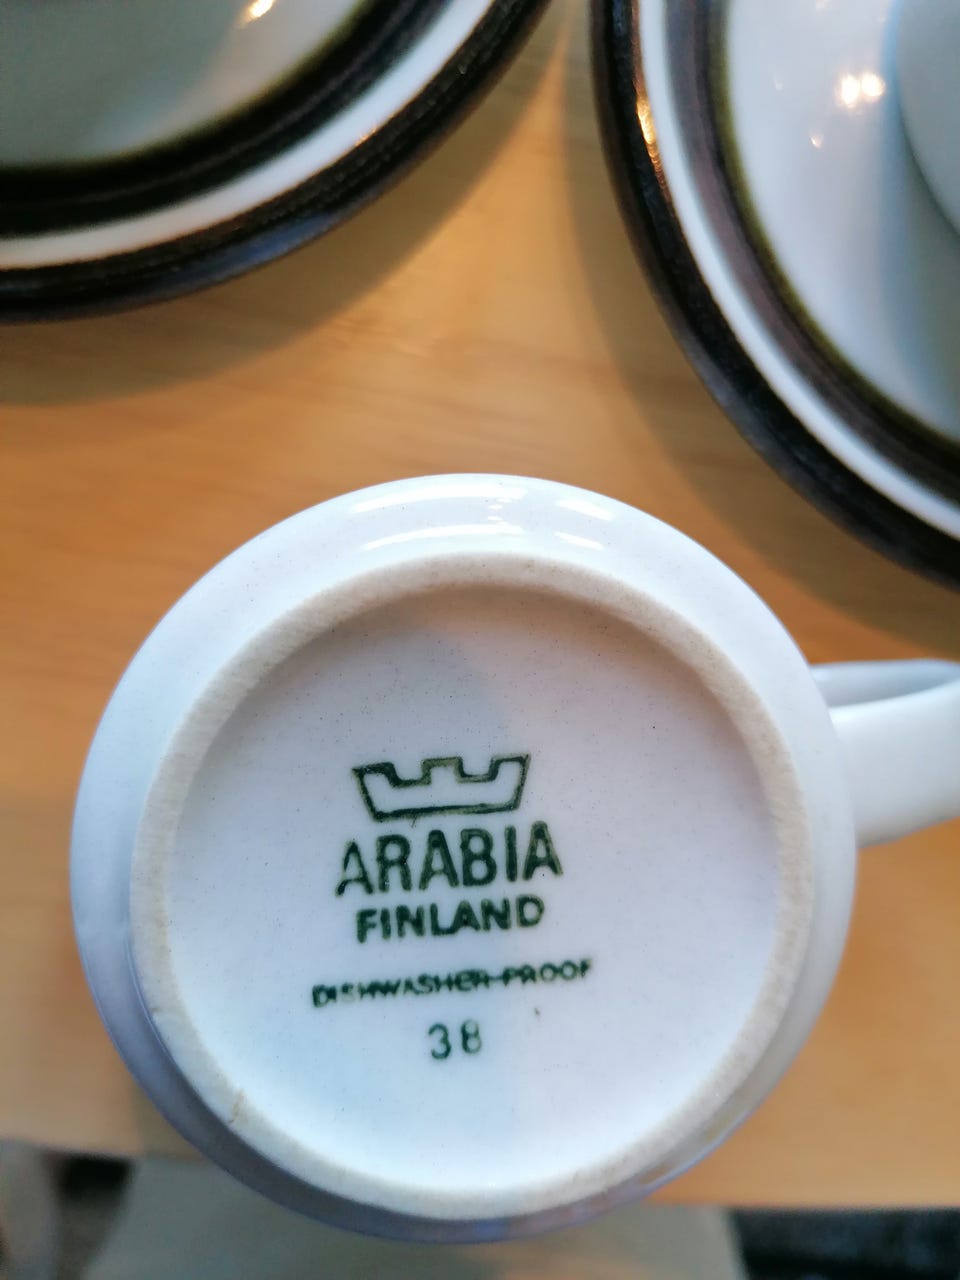 ARABIA
FINLAND
DISHWASHER-PROOF
38